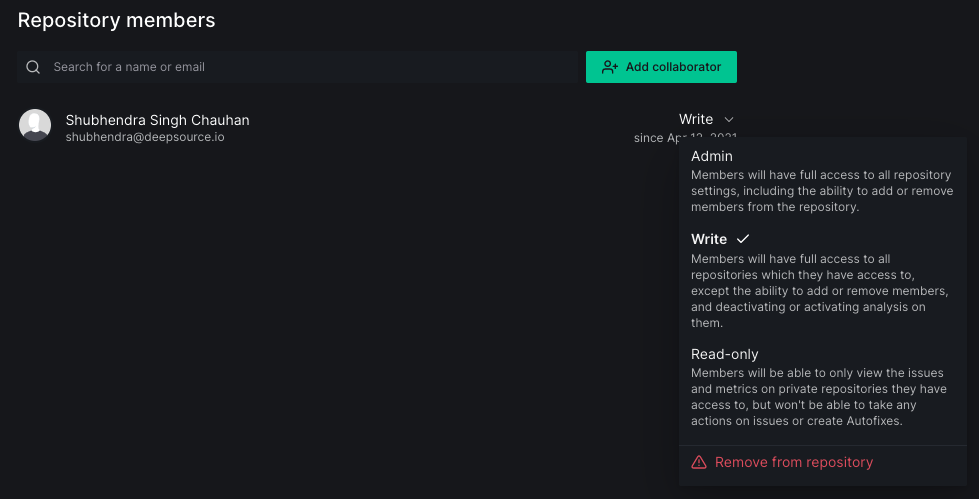 Repository members
Search for a name or email
Add collaborator
Shubhendra Singh Chauhan
Write
shubhendra@deepsource.io
since Apr 12, 2021
Admin
Members will have full access to all repository
settings, including the ability to add or remove
members from the repository.
Write
Members will have full access to all
repositories which they have access to,
except the ability to add or remove members,
and deactivating or activating analysis on
them.
Read-only
Members will be able to only view the issues
and metrics on private repositories they have
access to, but won't be able to take any
actions on issues or create Autofixes.
Remove from repository